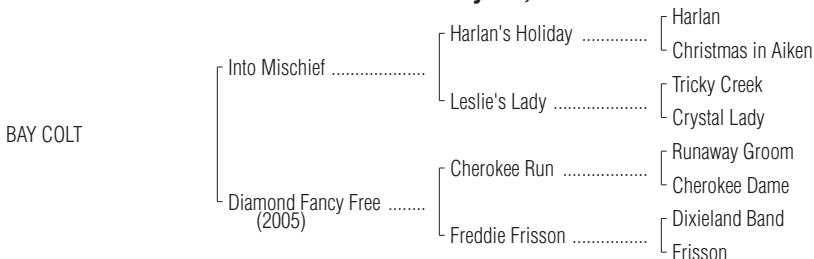 Harlan
Harlan's Holiday ..............
Christmas in Aiken
Into Mischief ....................
Tricky Creek
Leslie's Lady ....................
Crystal Lady
BAY COLT
Runaway Groom
Cherokee Run ..................
Cherokee Dame
Diamond Fancy Free ........
(2005)
Dixieland Band
Freddie Frisson ................
Frisson